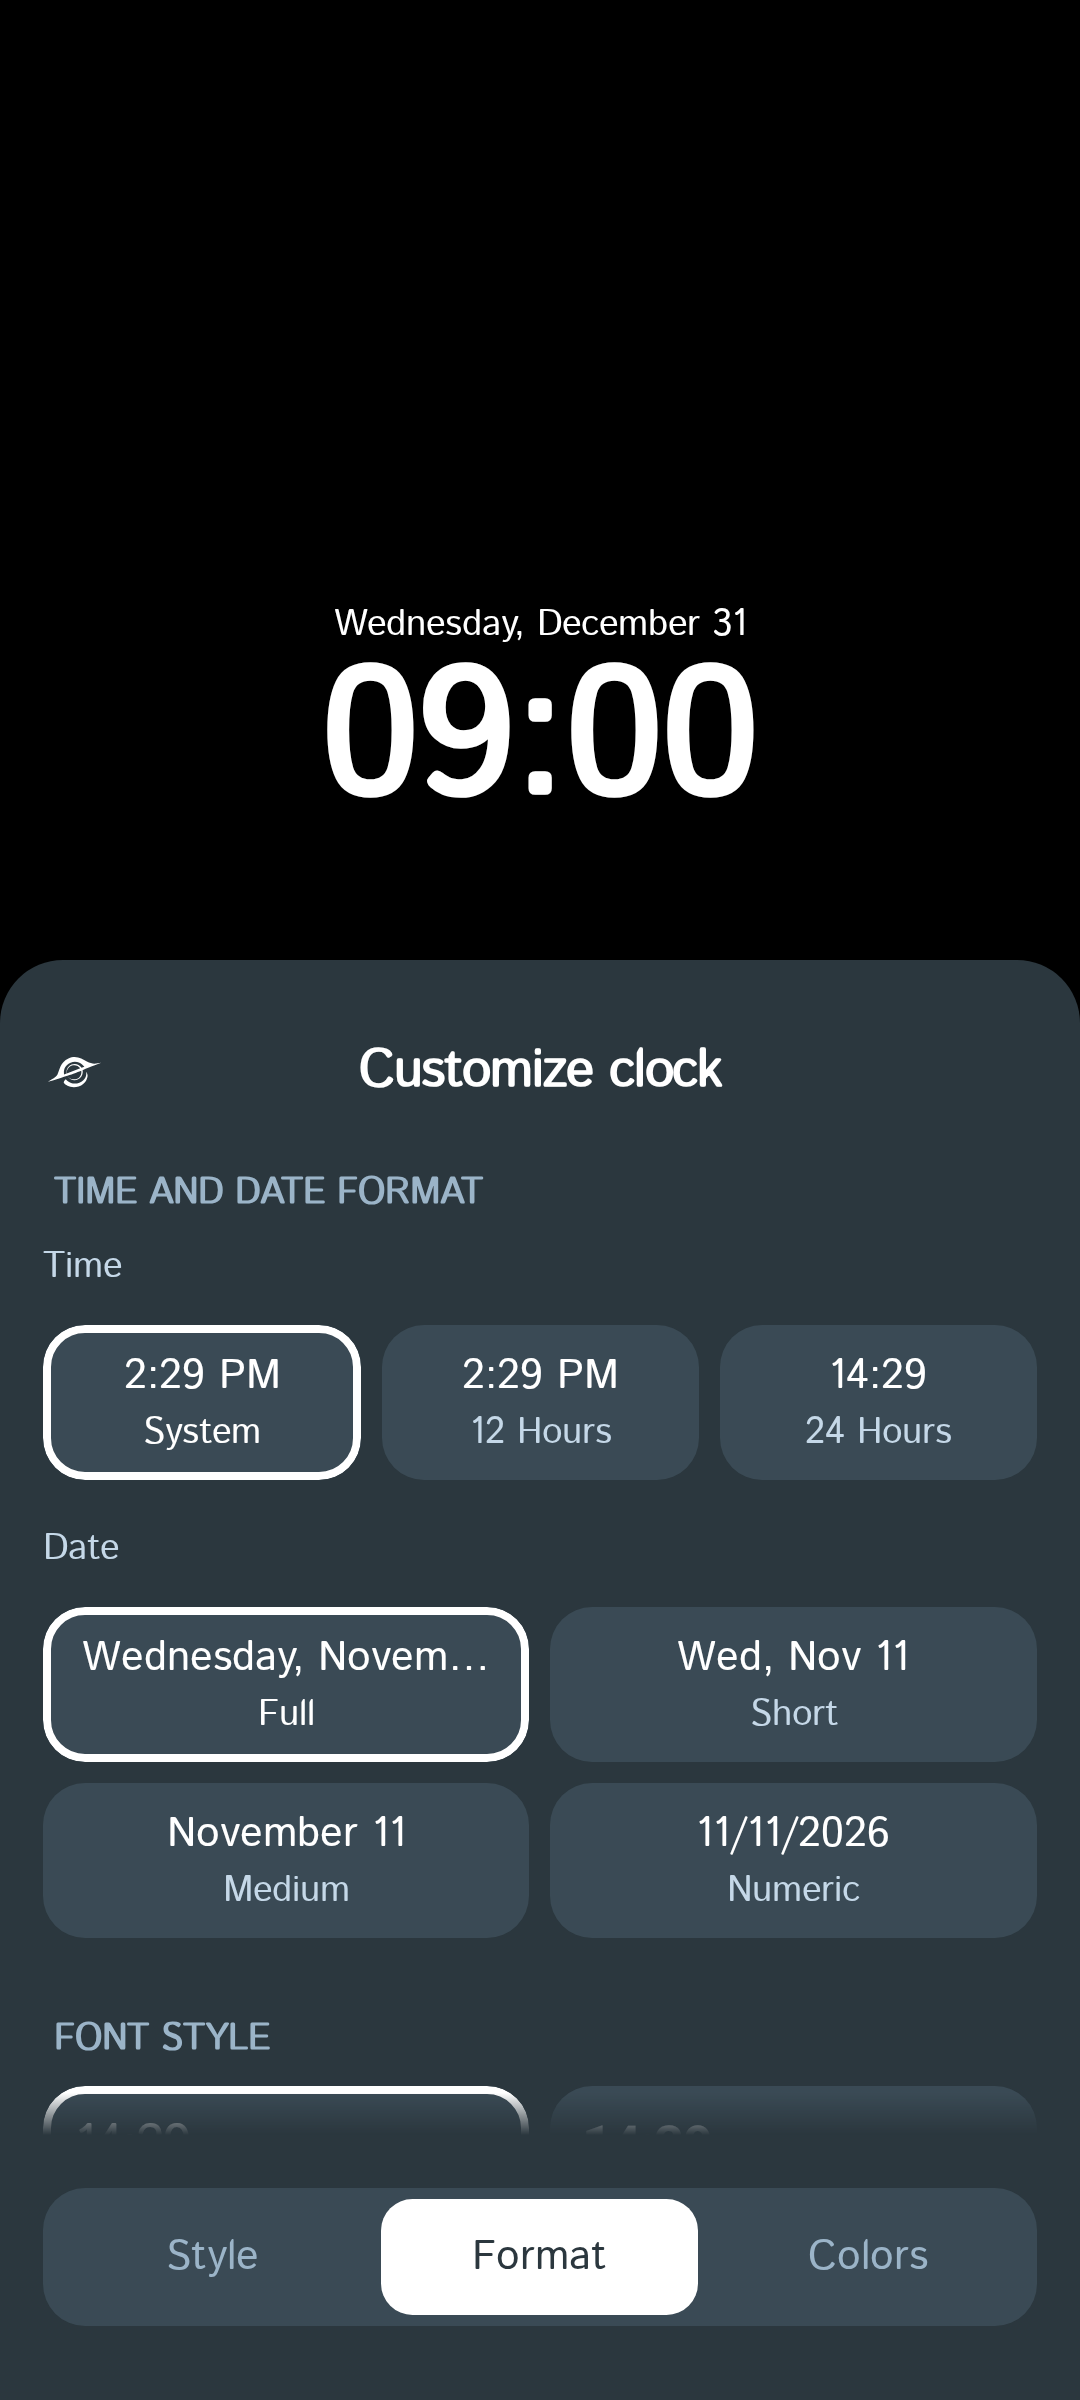 Wednesday, December 31
09:00
Customize clock
TIME AND DATE FORMAT
Time
2:29 PM
System
2:29 PM
12 Hours
14:29
24 Hours
Date
Wednesday, Novem...
Full
Wed, Nov 11
Short
November 11
Medium
11/11/2026
Numeric
FONT STYLE
Style
Format
Colors